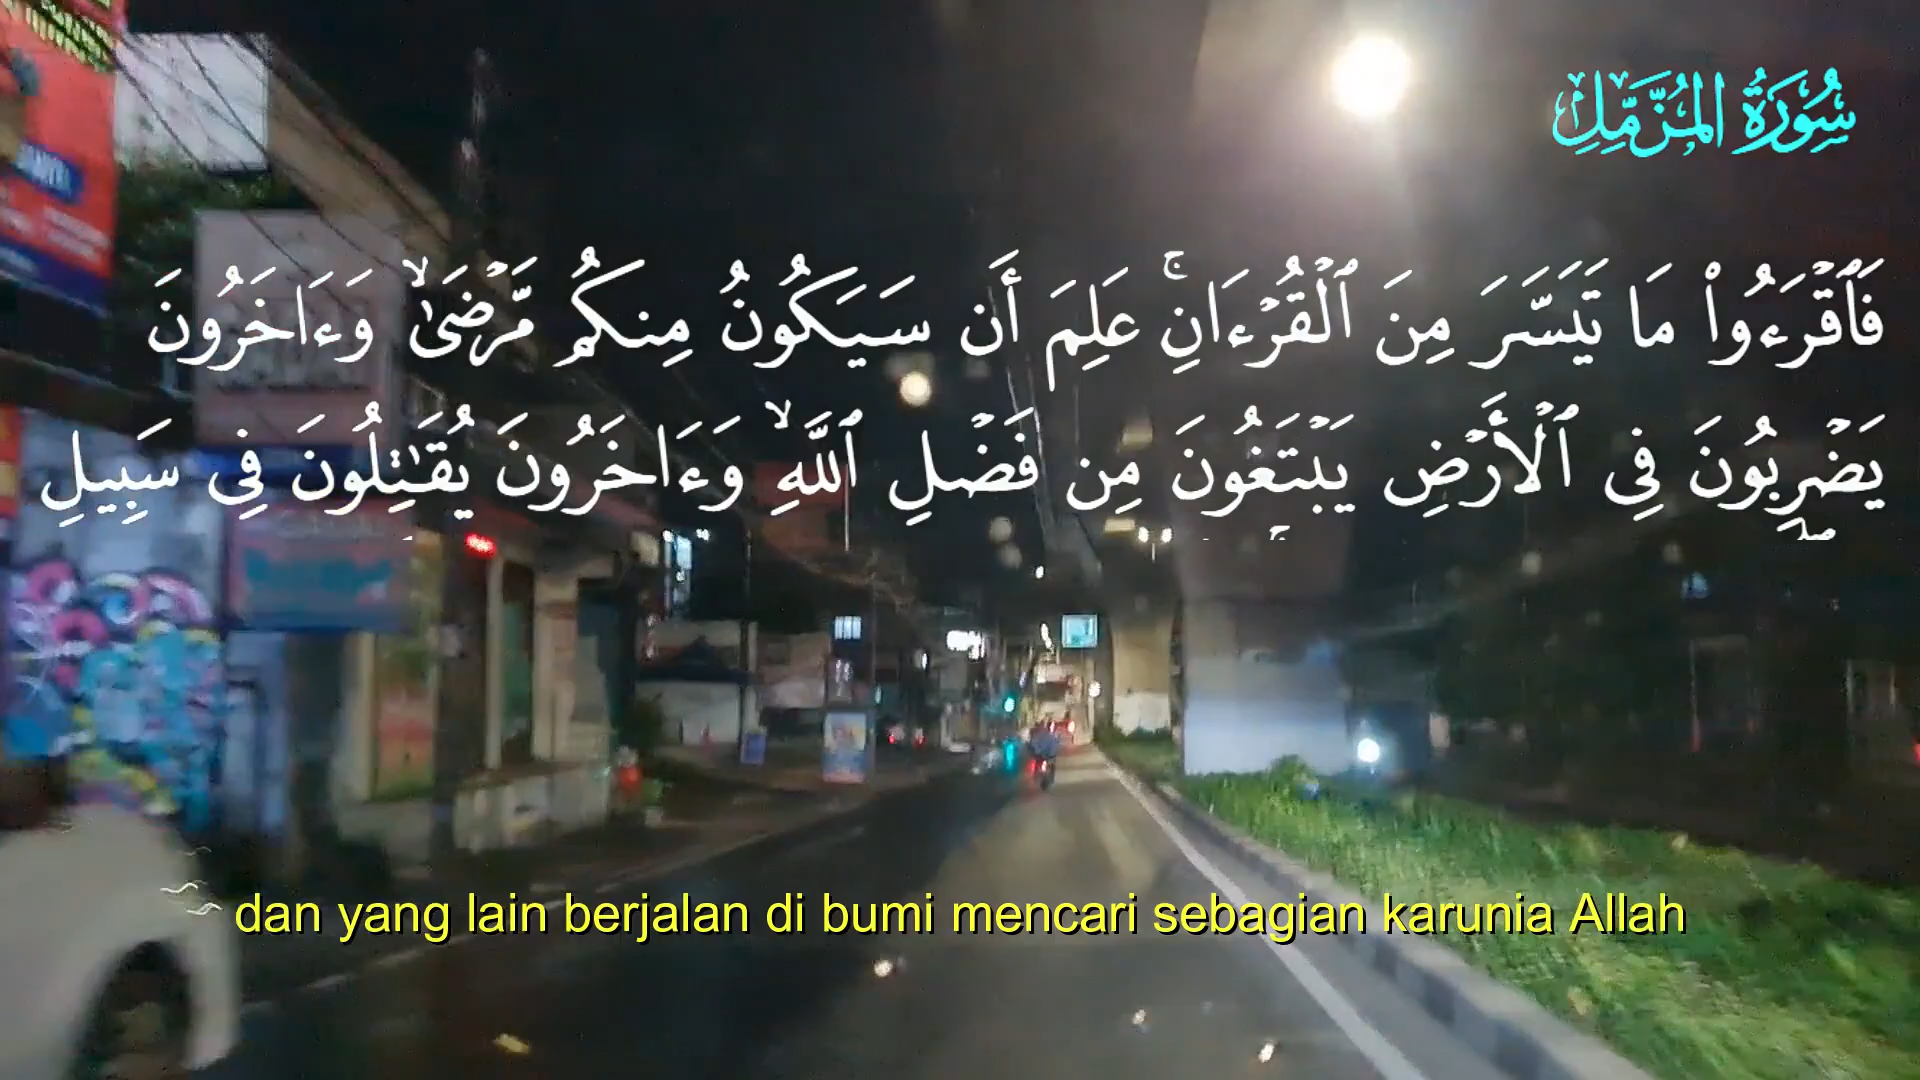 سُورَةُ المُزَّمِّلِ
فَٱقْرَءُوا۟ مَا تَيَسَّرَ مِنَ ٱلْقُرْءَانِ ۚ عَلِمَ أَن سَيَكُونُ مِنكُم مَّرْضَىٰ ۙ وَءَاخَرُونَ
يَضْرِبُونَ فِى ٱلْأَرْضِ يَبْتَغُونَ مِن فَضْلِ ٱللَّهِ ۙ وَءَاخَرُونَ يُقَـٰتِلُونَ فِى سَبِيلِ
dan yang lain berjalan di bumi mencari sebagian karunia Allah